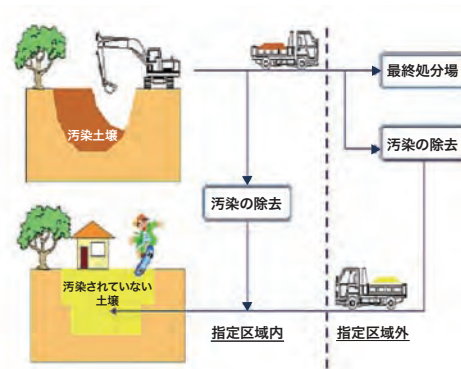 最終処分場
汚染土壌
汚染の除去
汚染の除去
汚染されていない
土壌
指定区域内
指定区域外